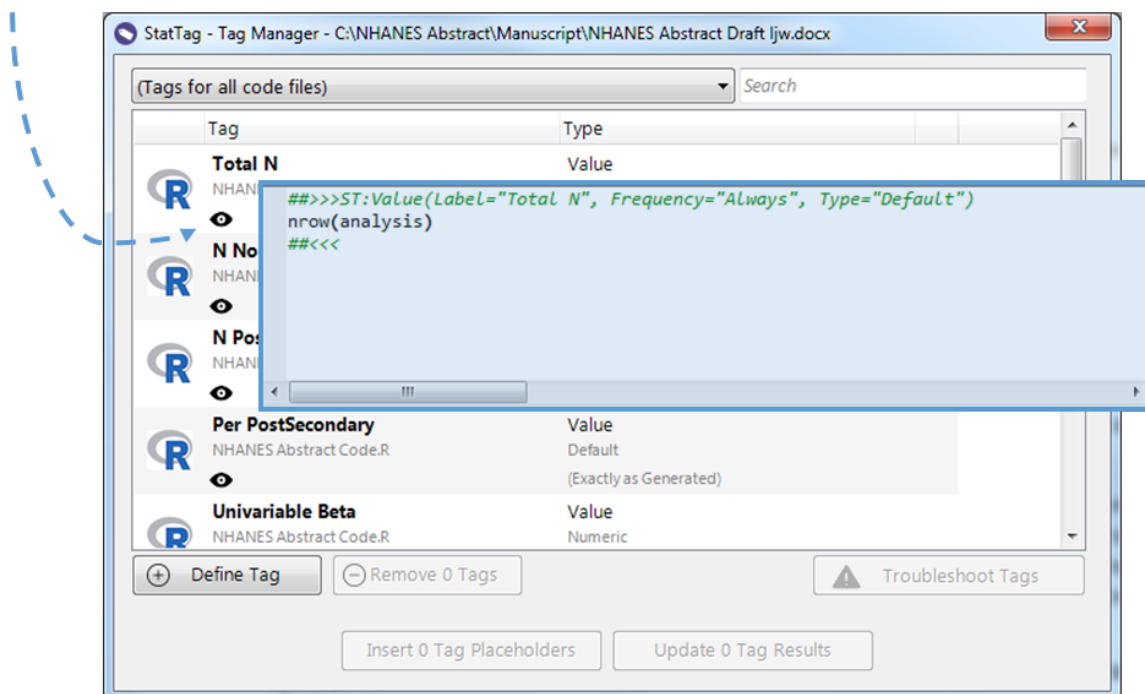 StatTag - Tag Manager - C:\NHANES Abstract\Manuscript\NHANES Abstract Draft ljw.docx
x
(Tags for all code files)
Search
Tag Type
Total N Value
R NHAN
##>>>ST:Value(Label="Total N", Frequency="Always", Type="Default")
nrow(analysis)
##<<<
N No
R NHAN
N Pos
R NHAN
Per PostSecondary Value
R NHANES Abstract Code.R Default
(Exactly as Generated)
Univariable Beta Value
R NHANES Abstract Code.R Numeric
Define Tag Remove 0 Tags Troubleshoot Tags
Insert 0 Tag Placeholders Update 0 Tag Results